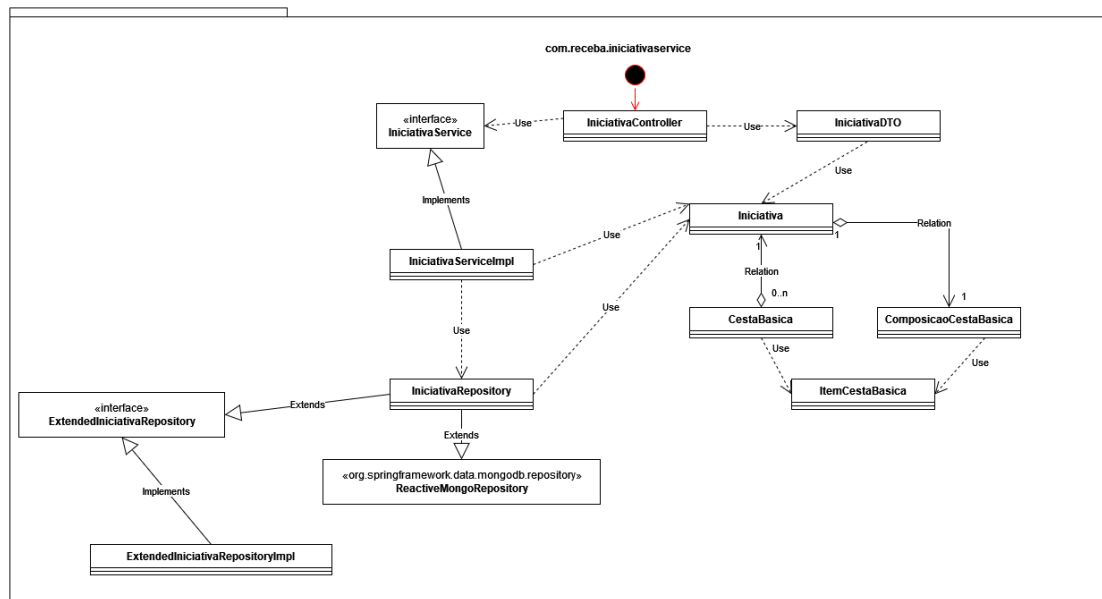 com.receba.iniciativaservice
«interface»
IniciativaService
Use
IniciativaController
Use
IniciativaDTO
Use
Implements
Iniciativa
1
Relation
1
Use
IniciativaServiceImpl
Relation
0..n
1
Use
Use
CestaBasica
ComposicaoCestaBasica
Use
Use
IniciativaRepository
ItemCestaBasica
«interface»
ExtendedIniciativaRepository
Extends
Extends
«org.springframework.data.mongodb.repository»
ReactiveMongoRepository
Implements
ExtendedIniciativaRepositoryImpl